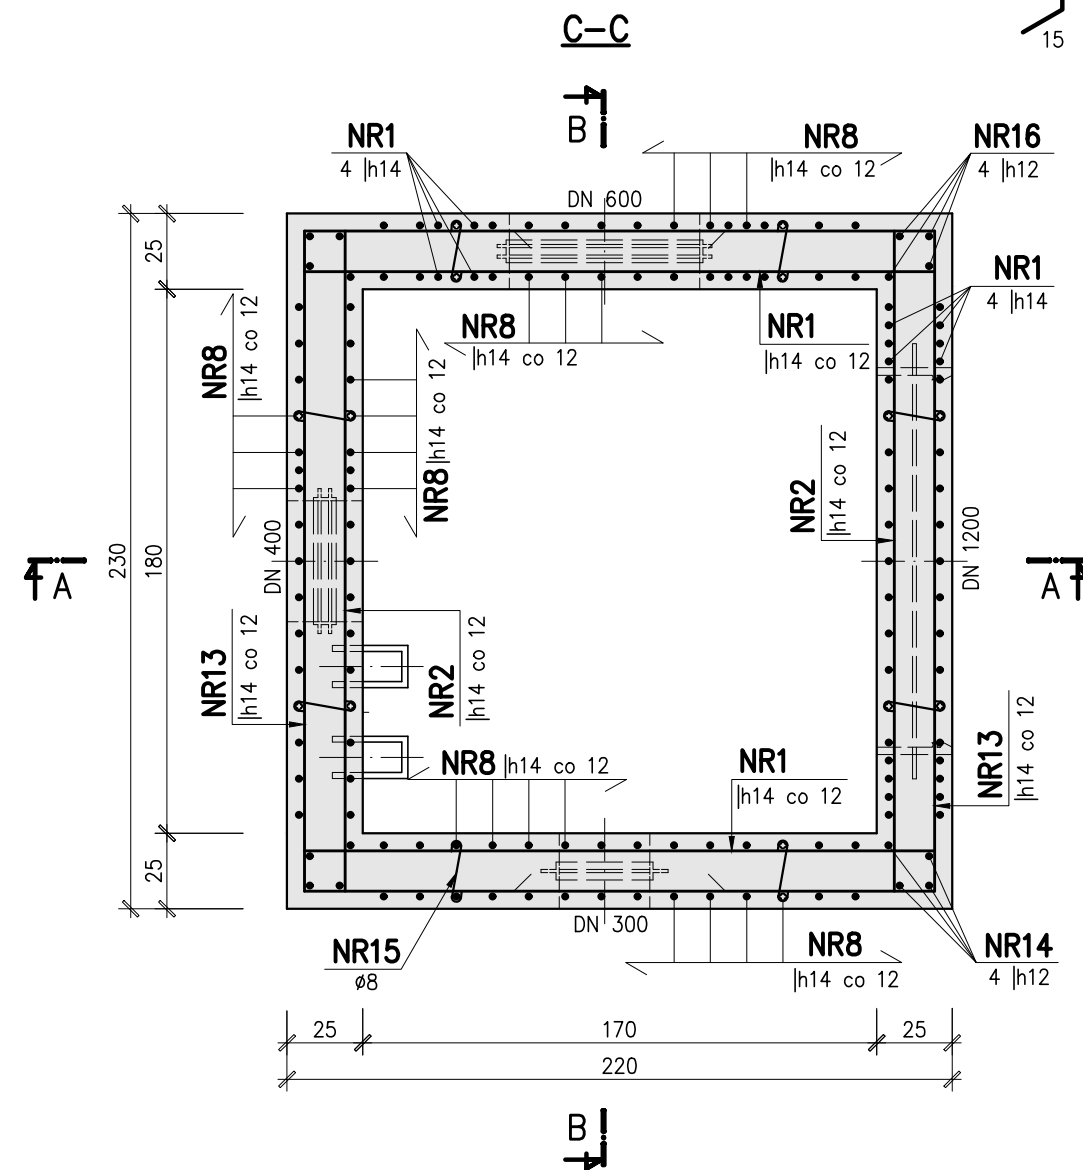 C–C
15
B
NR1
4 |h14
NR8
|h14 co 12
NR16
4 |h12
DN 600
25
NR1
4 |h14
NR8
|h14 co 12
NR8
|h14 co 12
NR1
|h14 co 12
NR8
|h14 co 12
NR2
|h14 co 12
230
180
DN 400
DN 1200
A
A
NR13
|h14 co 12
NR2
|h14 co 12
NR13
|h14 co 12
NR8 |h14 co 12
NR1
|h14 co 12
25
NR15
ø8
DN 300
NR8
|h14 co 12
NR14
4 |h12
25
170
25
220
B